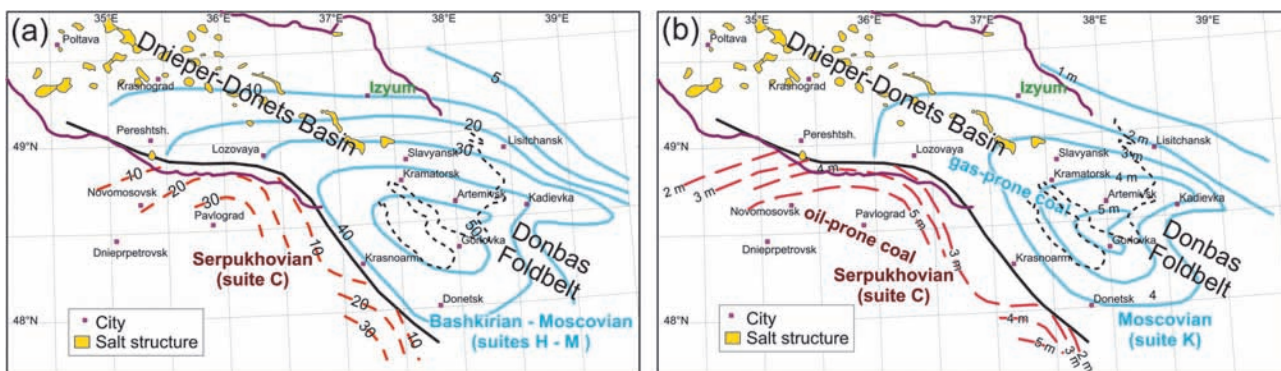 (a)
35°E
36°E
37°E
38°E
39°E
Poltava
Krasnograd
Dnieper-Donets Basin
Izyum
5
10
20
30
Pereshtsh.
Lozovaya
Slavyansk
Lisitchansk
49°N
Kramatorsk
Artemivsk
Kadievka
10
20
30
Novomosovsk
Pavlograd
10
40
50
Gorlovka
Dnieprpetrovsk
Krasnoarm.
Donbas
Foldbelt
Serpukhovian
(suite C)
Donetsk
20
30
10
48°N
Bashkirian - Moscovian
(suites H - M )
City
Salt structure
(b)
35°E
36°E
37°E
38°E
39°E
Poltava
Krasnograd
Dnieper-Donets Basin
Izyum
1 m
2 m
3 m
4 m
5 m
Pereshtsh.
Lozovaya
Slavyansk
Lisitchansk
49°N
Kramatorsk
Artemivsk
Kadievka
gas-prone coal
2 m
3 m
4 m
5 m
3 m
Novomosovsk
Pavlograd
oil-prone coal
Gorlovka
Dnieprpetrovsk
Krasnoarm.
Donbas
Foldbelt
Serpukhovian
(suite C)
Donetsk
4
4 m
5 m
3 m
2 m
48°N
Moscovian
(suite K)
City
Salt structure